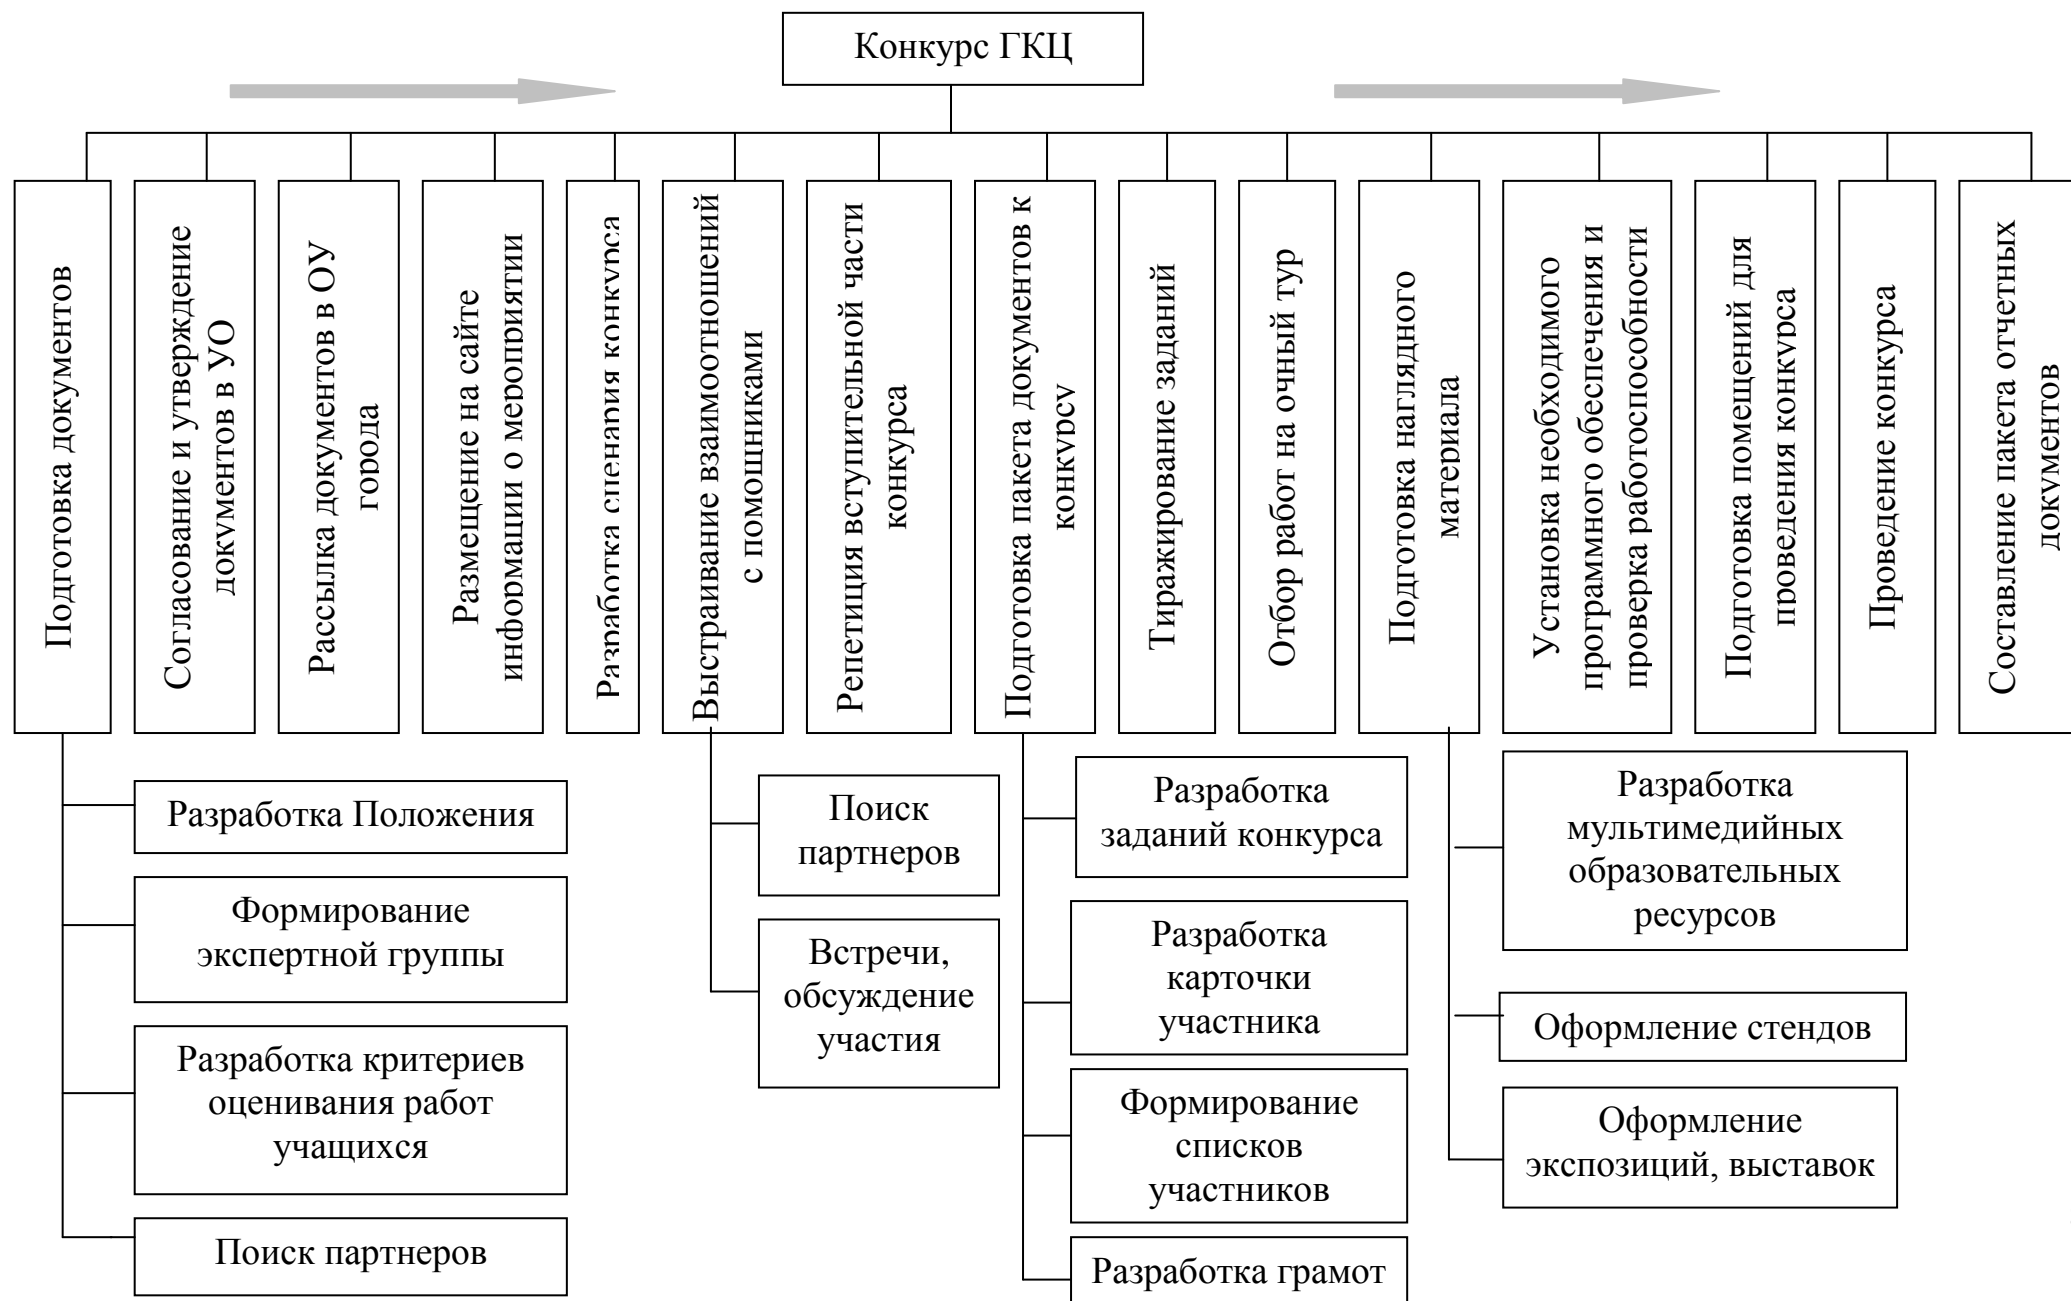 Конкурс ГКЦ
Подготовка документов
Согласование и утверждение
документов в УО
Рассылка документов в ОУ
города
Размещение на сайте
информации о мероприятии
Разработка сценария конкурса
Выстраивание взаимоотношений
с помощниками
Репетиция вступительной части
конкурса
Подготовка пакета документов к
конкурсу
Тиражирование заданий
Отбор работ на очный тур
Подготовка наглядного
материала
Установка необходимого
программного обеспечения и
проверка работоспособности
Подготовка помещений для
проведения конкурса
Проведение конкурса
Составление пакета отчетных
документов
Разработка Положения
Формирование
экспертной группы
Разработка критериев
оценивания работ
учащихся
Поиск партнеров
Поиск
партнеров
Встречи,
обсуждение
участия
Разработка
заданий конкурса
Разработка
карточки
участника
Формирование
списков
участников
Разработка грамот
Разработка
мультимедийных
образовательных
ресурсов
Оформление стендов
Оформление
экспозиций, выставок